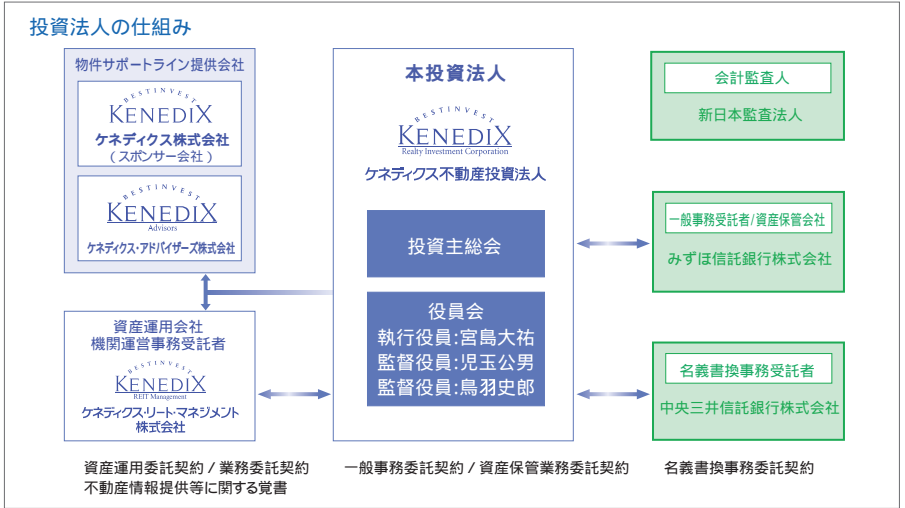 投資法人の仕組み
物件サポートライン提供会社
BESTINVEST
KENEDIX
ケネディクス株式会社
(スポンサー会社)
BESTINVEST
KENEDIX
Advisors
ケネディクス・アドバイザーズ株式会社
資産運用会社
機関運営事務受託者
BESTINVEST
KENEDIX
REIT Management
ケネディクス・リート・マネジメント
株式会社
本投資法人
BESTINVEST
KENEDIX
Realty Investment Corporation
ケネディクス不動産投資法人
投資主総会
役員会
執行役員:宮島大祐
監督役員:児玉公男
監督役員:鳥羽史郎
会計監査人
新日本監査法人
一般事務受託者/資産保管会社
みずほ信託銀行株式会社
名義書換事務受託者
中央三井信託銀行株式会社
資産運用委託契約 / 業務委託契約
不動産情報提供等に関する覚書
一般事務委託契約 / 資産保管業務委託契約
名義書換事務委託契約